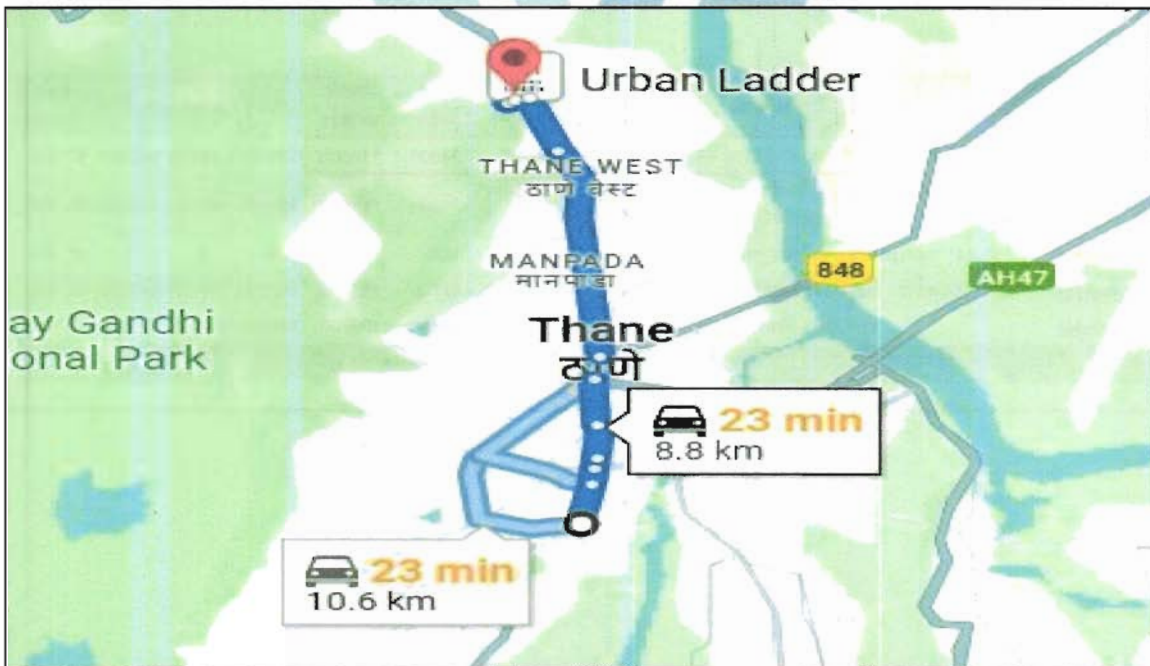 Urban Ladder
THANE WEST
ठाणे वेस्ट
MANPADA
मानपाडा
848
AH47
ay Gandhi
onal Park
Thane
ठाणे
23 min
8.8 km
23 min
10.6 km